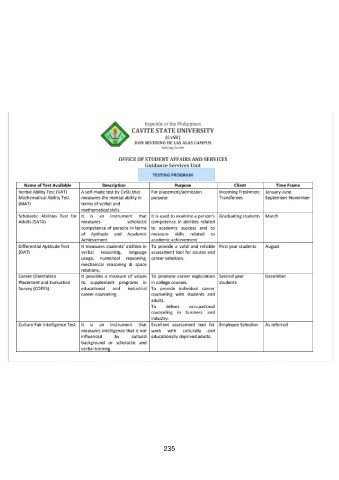 Republic of the Philippines
CAVITE STATE UNIVERSITY
(CvSU)
DON SEVERINO DE LAS ALAS CAMPUS
Indang, Cavite
OFFICE OF STUDENT AFFAIRS AND SERVICES
Guidance Services Unit
TESTING PROGRAM
Name of Test Available Description Purpose Client Time Frame
Verbal Ability Test (VAT) A self-made test by CvSU that For placement/admission Incoming Freshmen; January-June
Mathematical Ability Test measures the mental ability in purpose Transferees September-November
(MAT) terms of verbal and
mathematical skills.
Scholastic Abilities Test for It is an instrument that It is used to examine a person's Graduating students March
Adults (SATA) measures scholastic competence in abilities related
competence of persons in terms to academic success and to
of Aptitude and Academic measure skills related to
Achievement academic achievement
Differential Aptitude Test It measures students' abilities in To provide a valid and reliable First year students August
(DAT) verbal reasoning, language assessment tool for course and
usage, numerical reasoning, career selection.
mechanical reasoning & space
relations.
Career Orientation It provides a measure of values To promote career exploration Second year December
Placement and Evaluation to supplement programs in in college courses. students
Survey (COPES) educational and industrial To provide individual career
career counseling. counseling with students and
adults.
To deliver occupational
counseling in business and
industry.
Culture Fair Intelligence Test It is an instrument that Excellent assessment tool for Employee Selection As referred
measures intelligence that is not work with culturally and
influenced by cultural educationally deprived adults.
background or scholastic and
verbal training
235